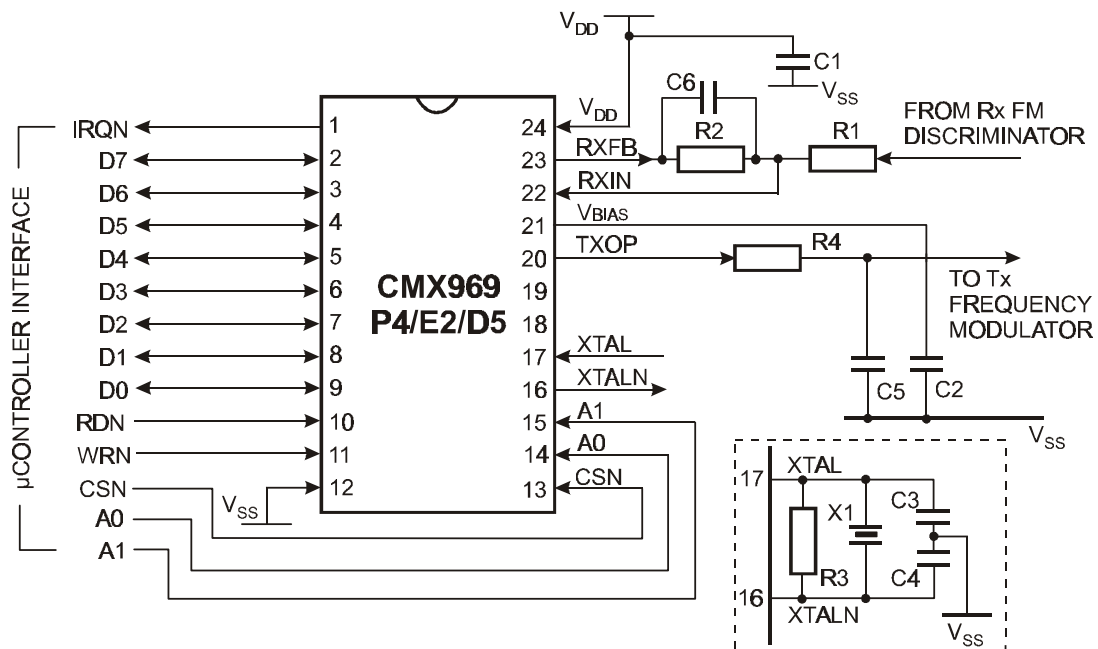 VDD
C1
VSS
C6
R2
R1
FROM Rx FM
DISCRIMINATOR
µCONTROLLER INTERFACE
IRQN
D7
D6
D5
D4
D3
D2
D1
D0
RDN
WRN
CSN
A0
A1
1
2
3
4
5
6
7
8
9
10
11
12
VSS
CMX969
P4/E2/D5
24
23
22
21
20
19
18
17
16
15
14
13
VDD
RXFB
RXIN
VBIAS
TXOP
XTAL
XTALN
A1
A0
CSN
R4
TO Tx
FREQUENCY
MODULATOR
C5
C2
VSS
17
XTAL
X1
C3
R3
C4
16
XTALN
VSS